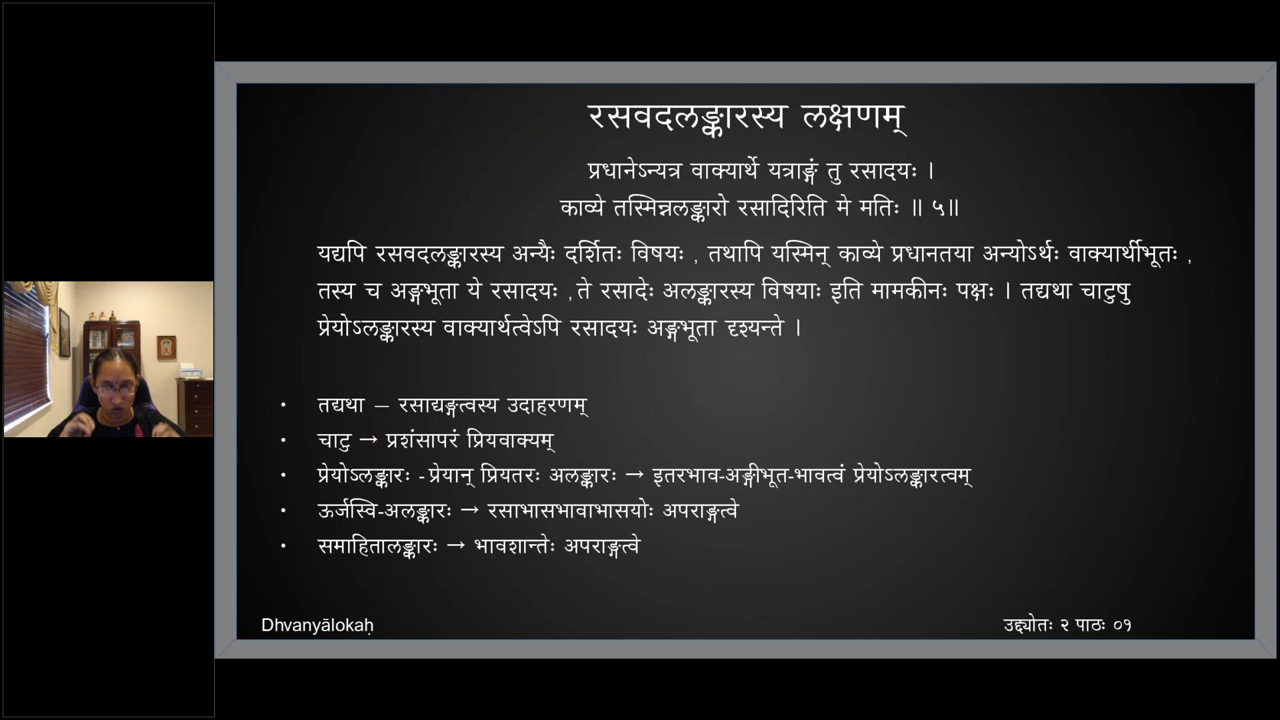 रसवदलङ्कारस्य लक्षणम्
प्रधानेऽन्यत्र वाक्यार्थे यत्राङ्गं तु रसादयः ।
काव्ये तस्मिन्नलङ्कारो रसादिरिति मे मतिः ॥ ५॥
यद्यपि रसवदलङ्कारस्य अन्यैः दर्शितः विषयः , तथापि यस्मिन् काव्ये प्रधानतया अन्योऽर्थः वाक्यार्थीभूतः ,
तस्य च अङ्गभूता ये रसादयः ,ते रसादेः अलङ्कारस्य विषयाः इति मामकीनः पक्षः । तद्यथा चाटुषु
प्रेयोऽलङ्कारस्य वाक्यार्थत्वेऽपि रसादयः अङ्गभूता दृश्यन्ते ।
• तद्यथा – रसाद्यङ्गत्वस्य उदाहरणम्
• चाटु → प्रशंसापरं प्रियवाक्यम्
• प्रेयोऽलङ्कारः - प्रेयान् प्रियतरः अलङ्कारः → इतरभाव-अङ्गीभूत-भावत्वं प्रेयोऽलङ्कारत्वम्
• ऊर्जस्वि-अलङ्कारः → रसाभासभावाभासयोः अपराङ्गत्वे
• समाहितालङ्कारः → भावशान्तेः अपराङ्गत्वे
Dhvanyālokaḥ
उद्द्योतः २ पाठः ०१